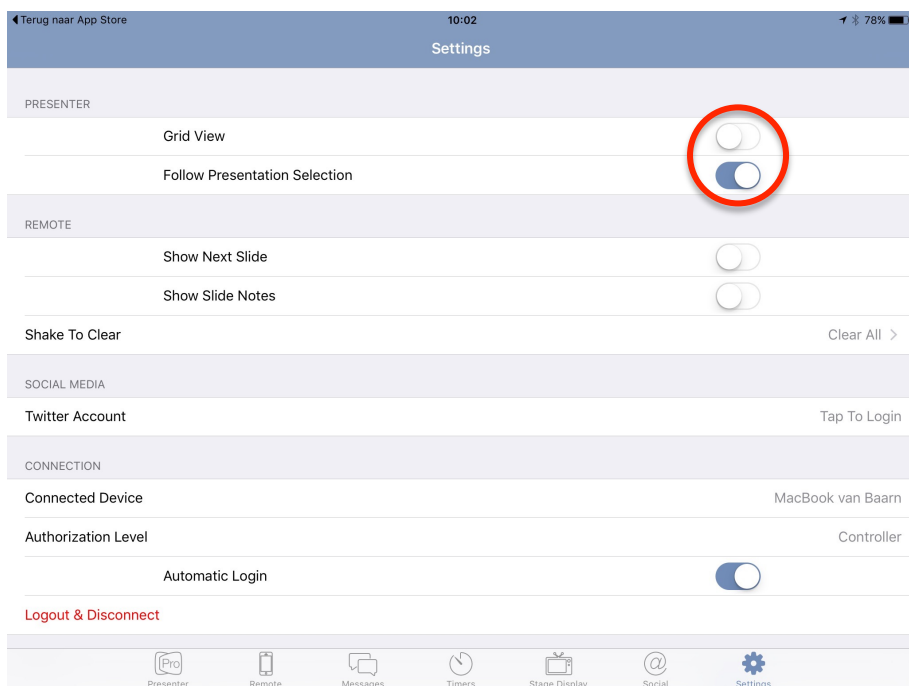 Terug naar App Store 10:02 78%
Settings
PRESENTER
Grid View
Follow Presentation Selection
REMOTE
Show Next Slide
Show Slide Notes
Shake To Clear Clear All
SOCIAL MEDIA
Twitter Account Tap To Login
CONNECTION
Connected Device MacBook van Baarn
Authorization Level Controller
Automatic Login
Logout & Disconnect
Pro @
Presenter Remote Messages Timers Stage Display Social Settings